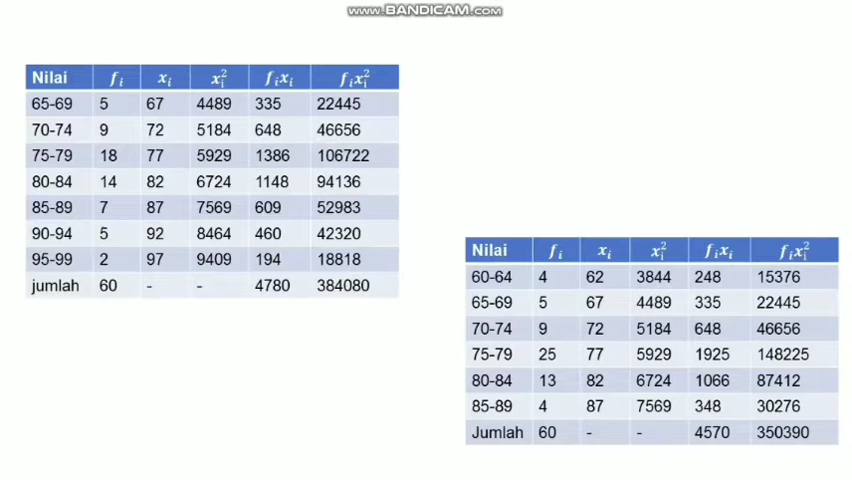 www.BANDICAM.com
Nilai fᵢ xᵢ xᵢ² fᵢxᵢ fᵢxᵢ²
65-69 5 67 4489 335 22445
70-74 9 72 5184 648 46656
75-79 18 77 5929 1386 106722
80-84 14 82 6724 1148 94136
85-89 7 87 7569 609 52983
90-94 5 92 8464 460 42320
95-99 2 97 9409 194 18818
jumlah 60 - - 4780 384080
Nilai fᵢ xᵢ xᵢ² fᵢxᵢ fᵢxᵢ²
60-64 4 62 3844 248 15376
65-69 5 67 4489 335 22445
70-74 9 72 5184 648 46656
75-79 25 77 5929 1925 148225
80-84 13 82 6724 1066 87412
85-89 4 87 7569 348 30276
Jumlah 60 - - 4570 350390